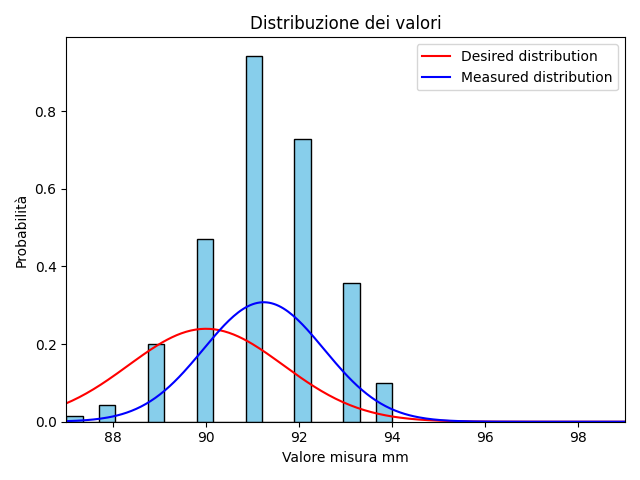 Distribuzione dei valori
Desired distribution
Measured distribution
Probabilità
0.8
0.6
0.4
0.2
0.0
88 90 92 94 96 98
Valore misura mm